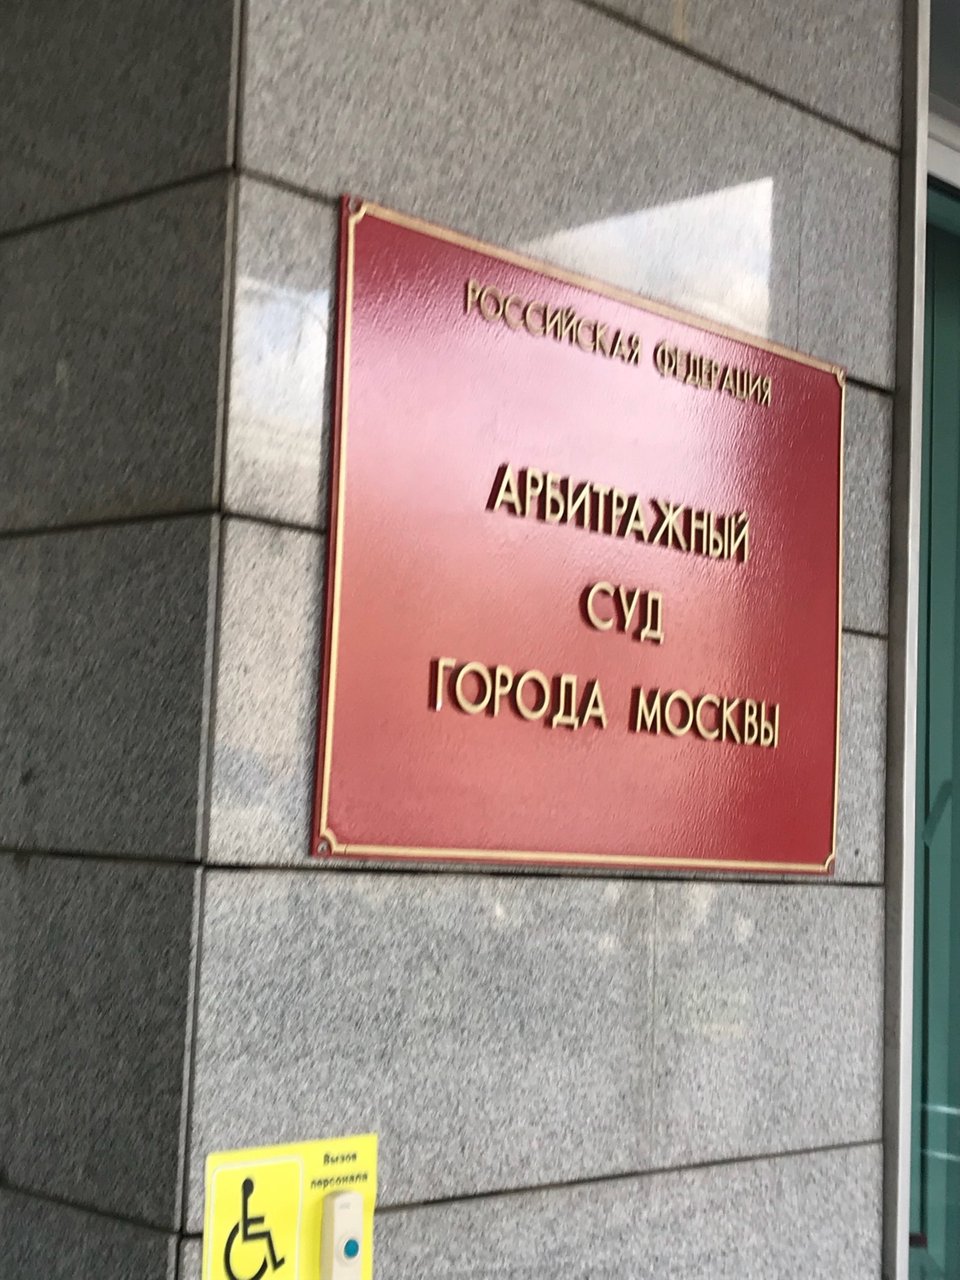 РОССИЙСКАЯ ФЕДЕРАЦИЯ
АРБИТРАЖНЫЙ
СУД
ГОРОДА МОСКВЫ
Вызов
персонала